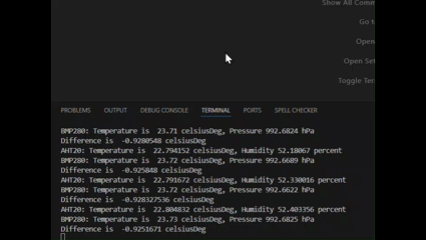 Show All Comm
Go to
Open
Open Set
Toggle Ter
PROBLEMS OUTPUT DEBUG CONSOLE TERMINAL PORTS SPELL CHECKER
BMP280: Temperature is 23.71 celsiusDeg, Pressure 992.6824 hPa
Difference is -0.9280548 celsiusDeg
AHT20: Temperature is 22.794152 celsiusDeg, Humidity 52.18067 percent
BMP280: Temperature is 23.72 celsiusDeg, Pressure 992.6689 hPa
Difference is -0.925848 celsiusDeg
AHT20: Temperature is 22.791672 celsiusDeg, Humidity 52.330016 percent
BMP280: Temperature is 23.72 celsiusDeg, Pressure 992.6622 hPa
Difference is -0.928327536 celsiusDeg
AHT20: Temperature is 22.804832 celsiusDeg, Humidity 52.403356 percent
BMP280: Temperature is 23.73 celsiusDeg, Pressure 992.6825 hPa
Difference is -0.9251671 celsiusDeg